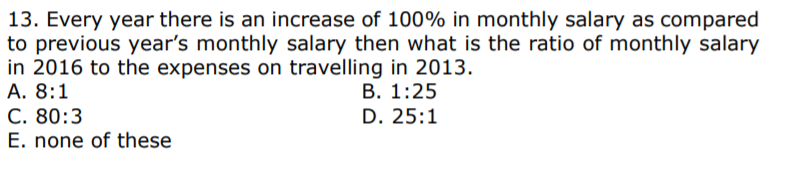 13. Every year there is an increase of 100% in monthly salary as compared
to previous year’s monthly salary then what is the ratio of monthly salary
in 2016 to the expenses on travelling in 2013.
A. 8:1 B. 1:25
C. 80:3 D. 25:1
E. none of these